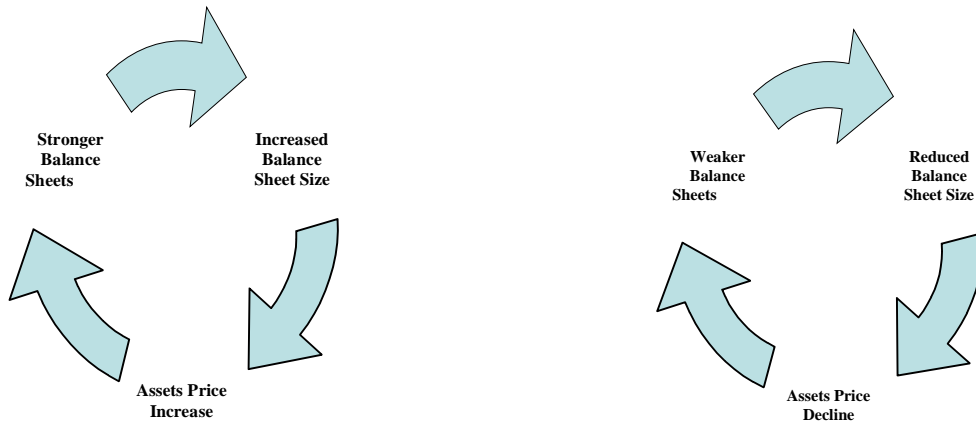 Stronger
Balance
Sheets
Increased
Balance
Sheet Size
Assets Price
Increase
Weaker
Balance
Sheets
Reduced
Balance
Sheet Size
Assets Price
Decline